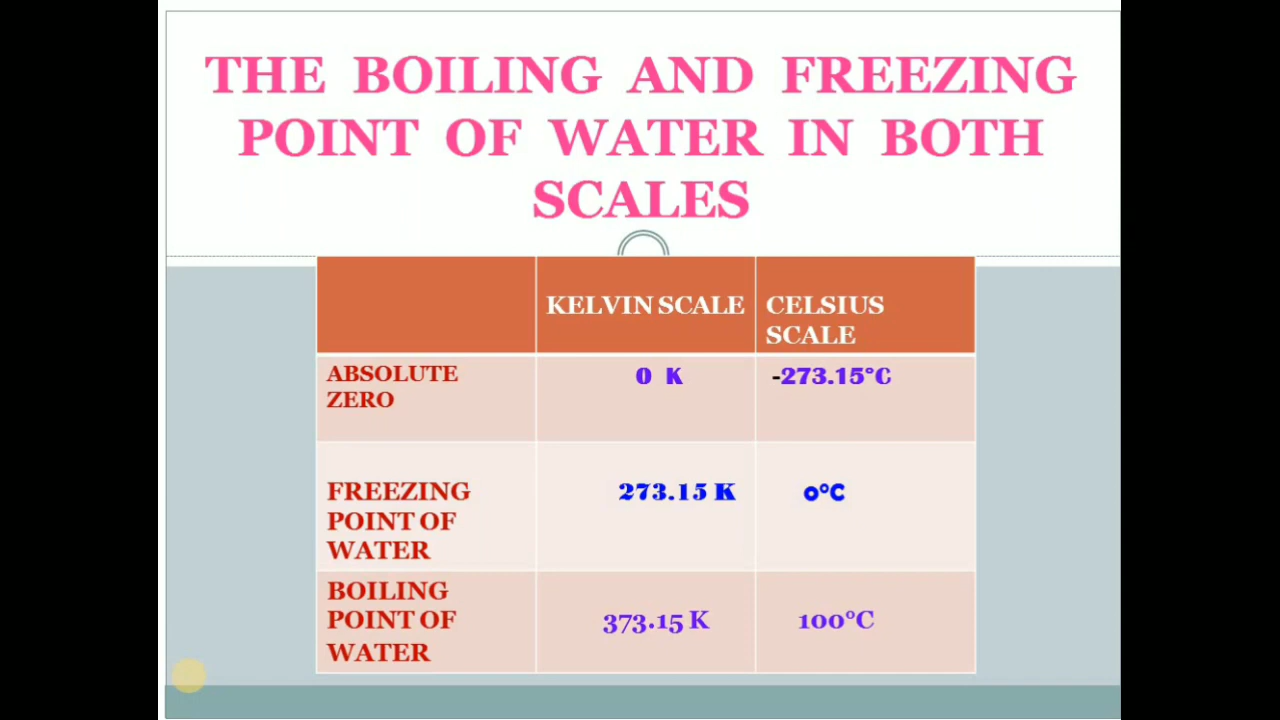 THE BOILING AND FREEZING
POINT OF WATER IN BOTH
SCALES
KELVIN SCALE
CELSIUS
SCALE
ABSOLUTE
ZERO
0 K
-273.15°C
FREEZING
POINT OF
WATER
273.15 K
0°C
BOILING
POINT OF
WATER
373.15 K
100°C